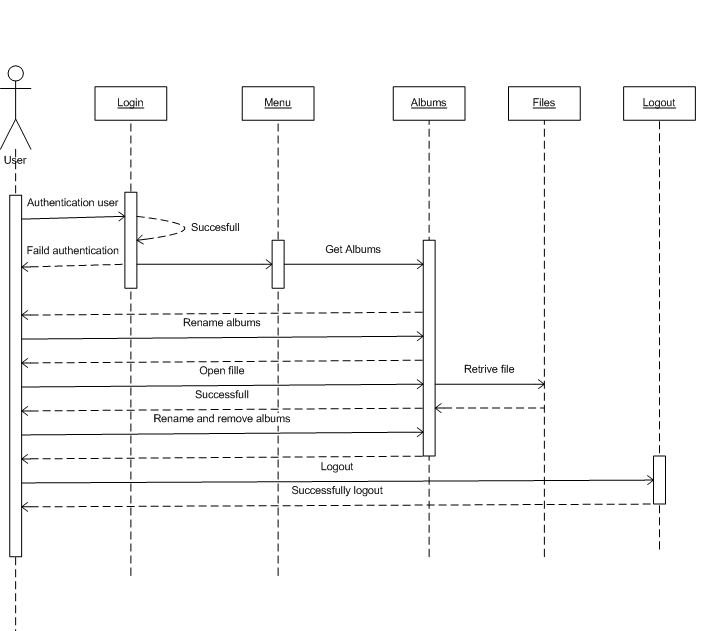 Login
Menu
Albums
Files
Logout
User
Authentication user
Succesfull
Faild authentication
Get Albums
Rename albums
Open fille
Retrive file
Successfull
Rename and remove albums
Logout
Successfully logout